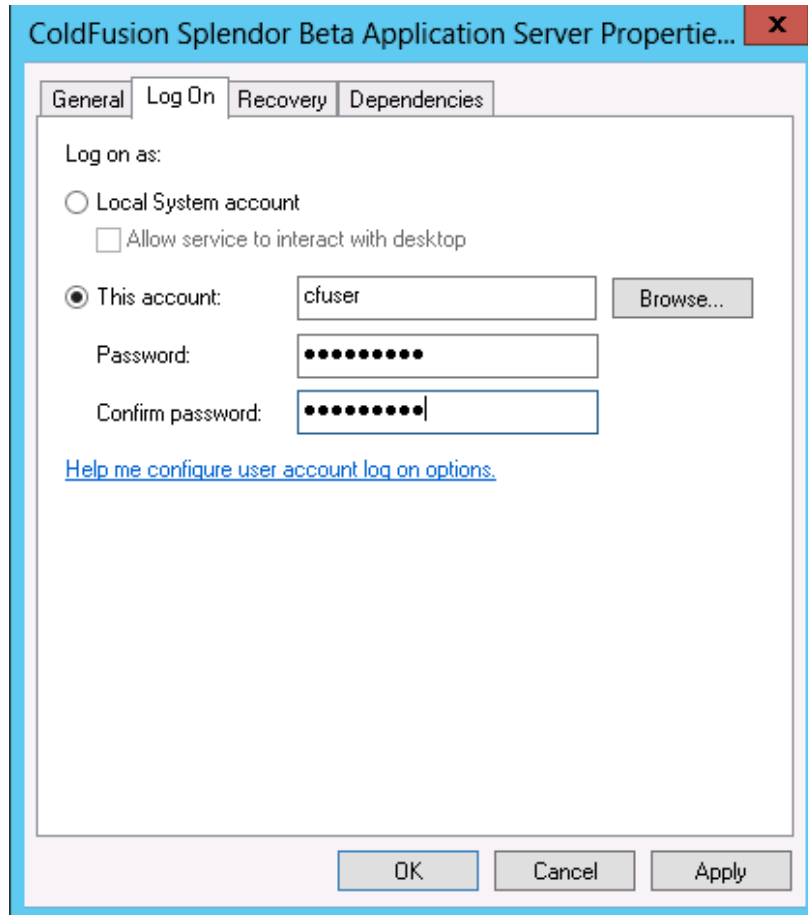 ColdFusion Splendor Beta Application Server Propertie... x
General Log On Recovery Dependencies
Log on as:
Local System account
Allow service to interact with desktop
This account: cfuser Browse...
Password: ●●●●●●●●●
Confirm password: ●●●●●●●●●
Help me configure user account log on options.
OK Cancel Apply